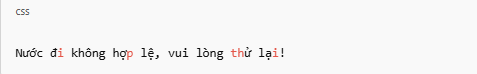 css
Nước đi không hợp lệ, vui lòng thử lại!